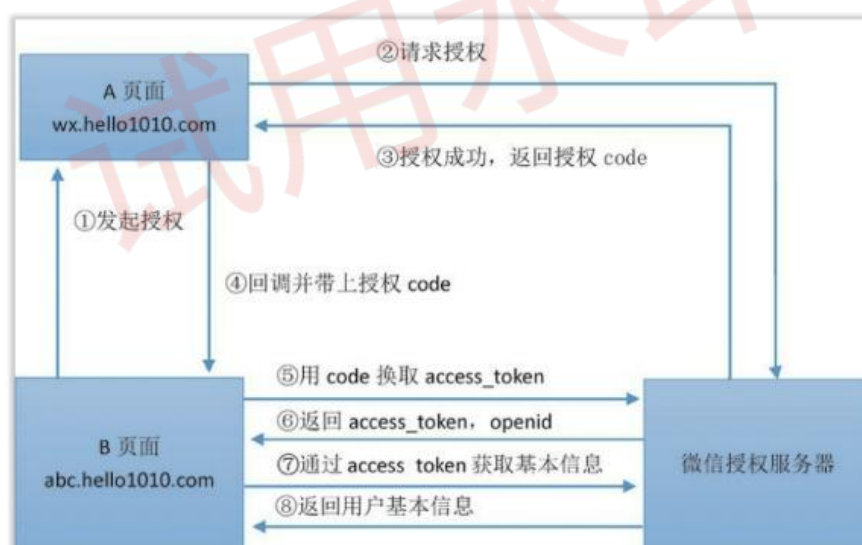 ②请求授权
A 页面
wx.hello1010.com
③授权成功，返回授权 code
①发起授权
④回调并带上授权 code
⑤用 code 换取 access_token
⑥返回 access_token，openid
B 页面
abc.hello1010.com
⑦通过 access token 获取基本信息
微信授权服务器
⑧返回用户基本信息
试用水印